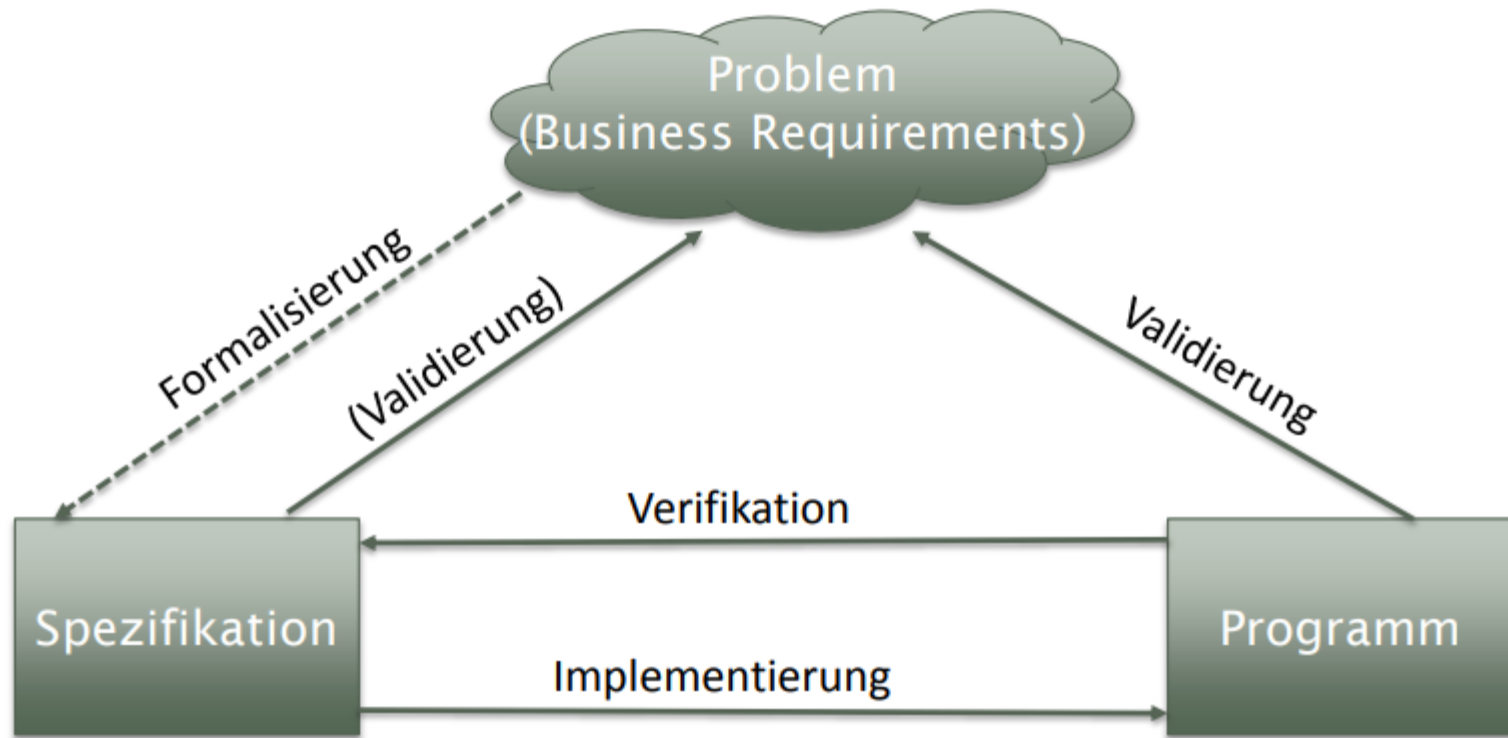 Problem
(Business Requirements)
Formalisierung
(Validierung)
Validierung
Verifikation
Spezifikation
Programm
Implementierung